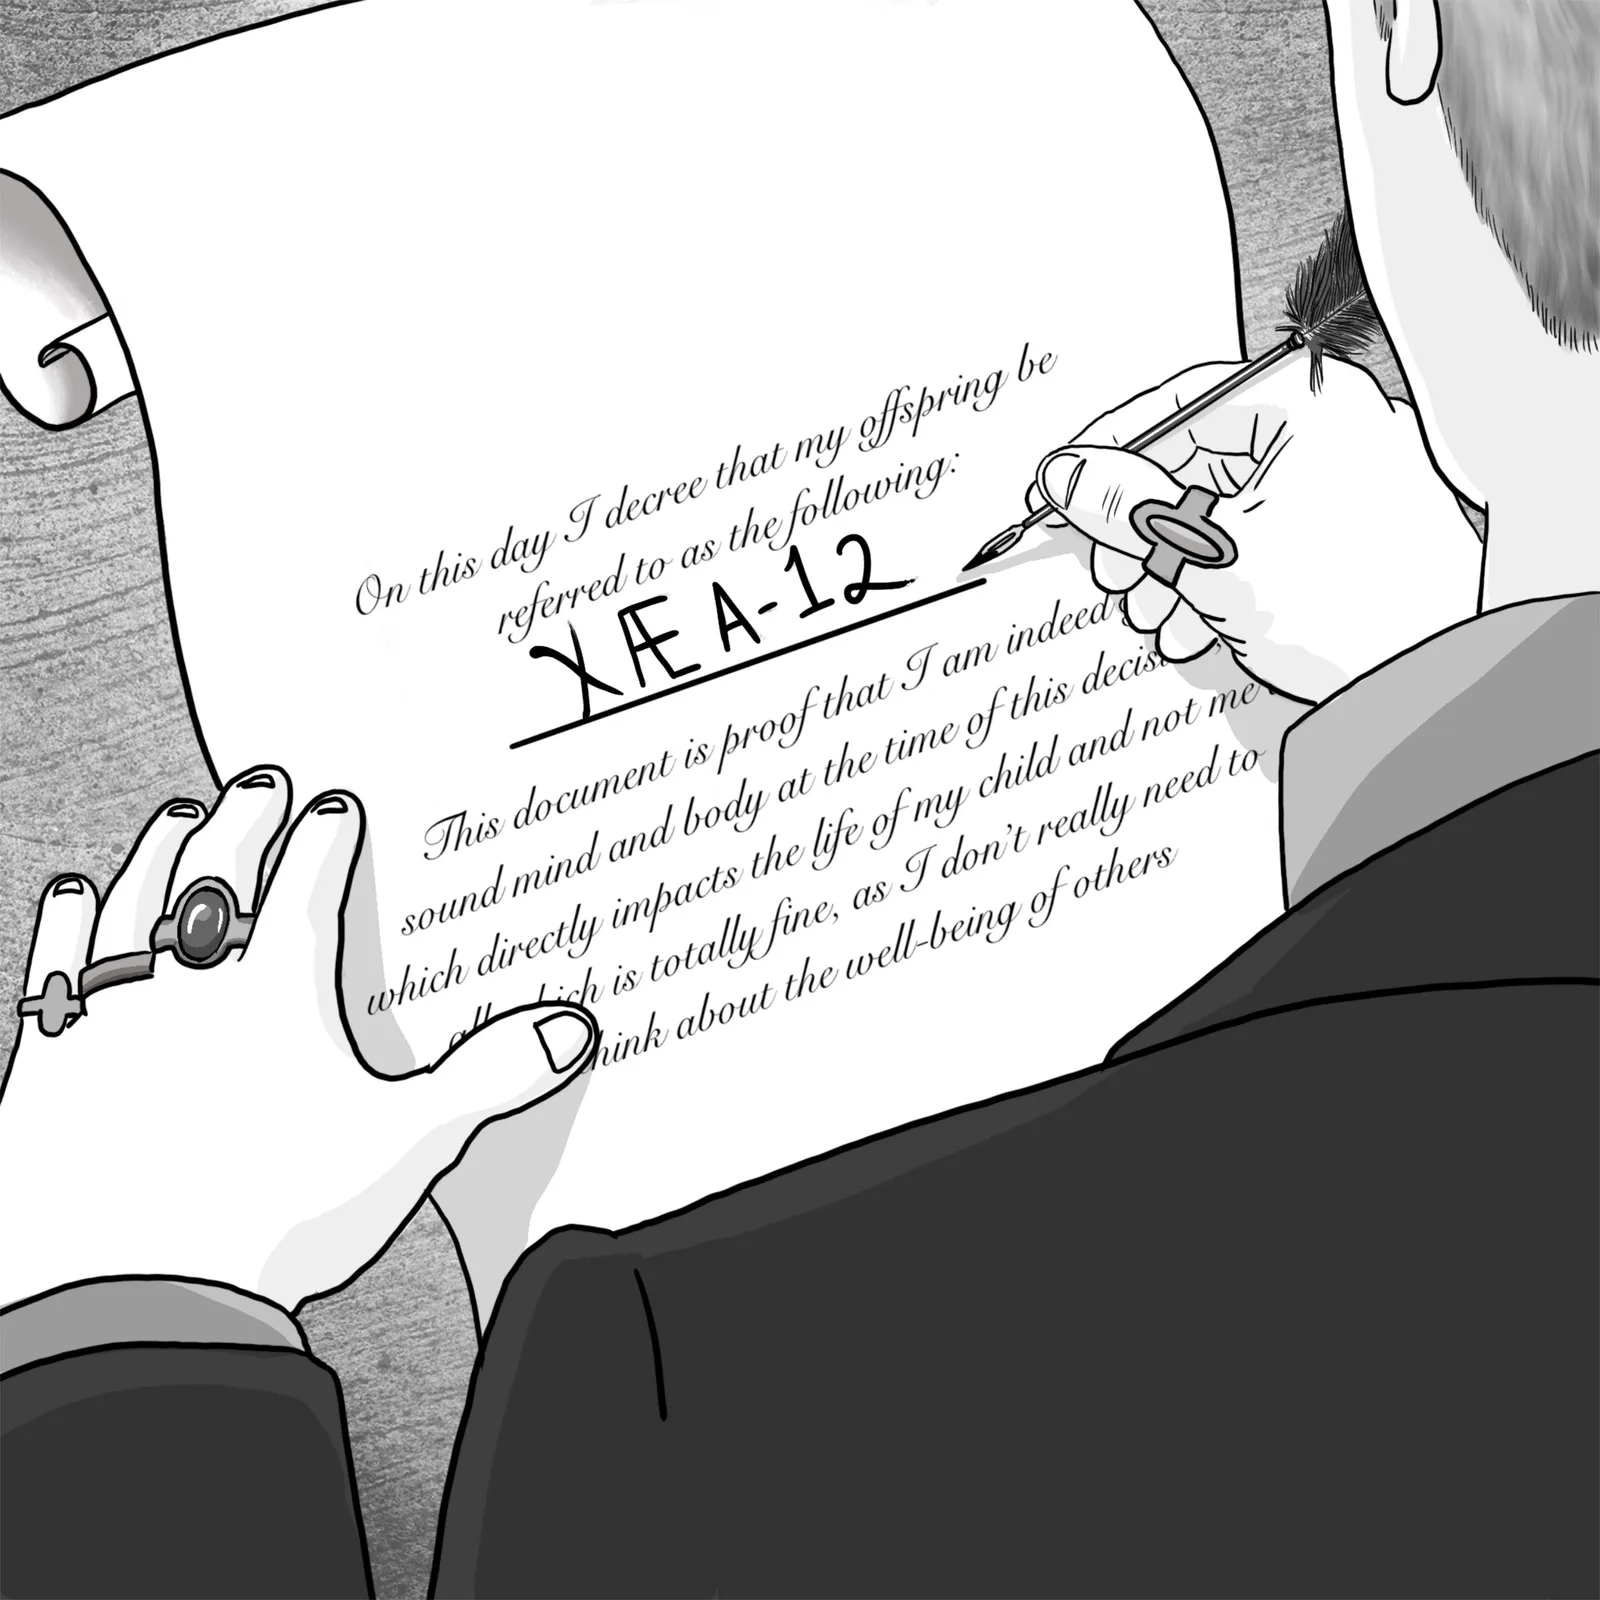 On this day I decree that my offspring be
referred to as the following:
X Æ A-12
This document is proof that I am indeed
sound mind and body at the time of this
which directly impacts the life of my child and not me
which is totally fine, as I don't really need to
think about the well-being of others